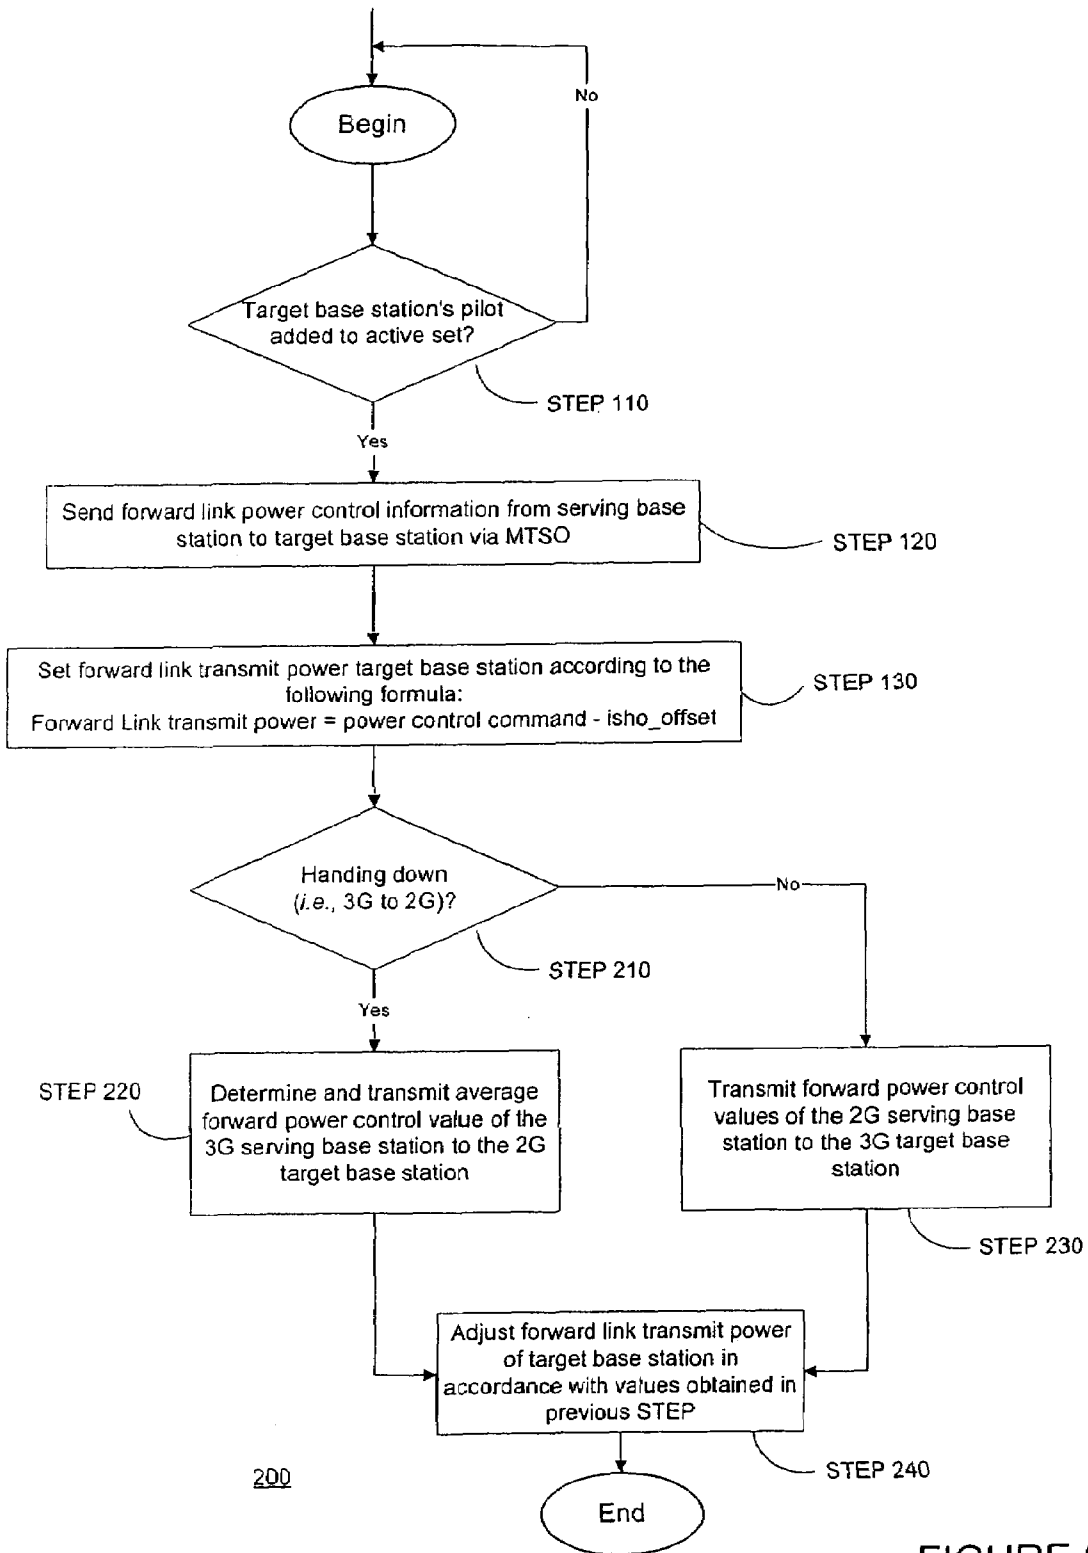 No
Begin
Target base station's pilot
added to active set?
STEP 110
Yes
Send forward link power control information from serving base
station to target base station via MTSO
STEP 120
Set forward link transmit power target base station according to the
following formula:
Forward Link transmit power = power control command - isho_offset
STEP 130
Handing down
(i.e., 3G to 2G)?
No
STEP 210
Yes
STEP 220
Determine and transmit average
forward power control value of the
3G serving base station to the 2G
target base station
Transmit forward power control
values of the 2G serving base
station to the 3G target base
station
STEP 230
Adjust forward link transmit power
of target base station in
accordance with values obtained in
previous STEP
STEP 240
200
End